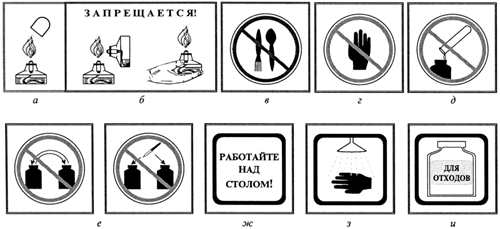 ЗАПРЕЩАЕТСЯ!
а
б
в
г
д
РАБОТАЙТЕ
НАД
СТОЛОМ!
ДЛЯ
ОТХОДОВ
е
ж
з
и